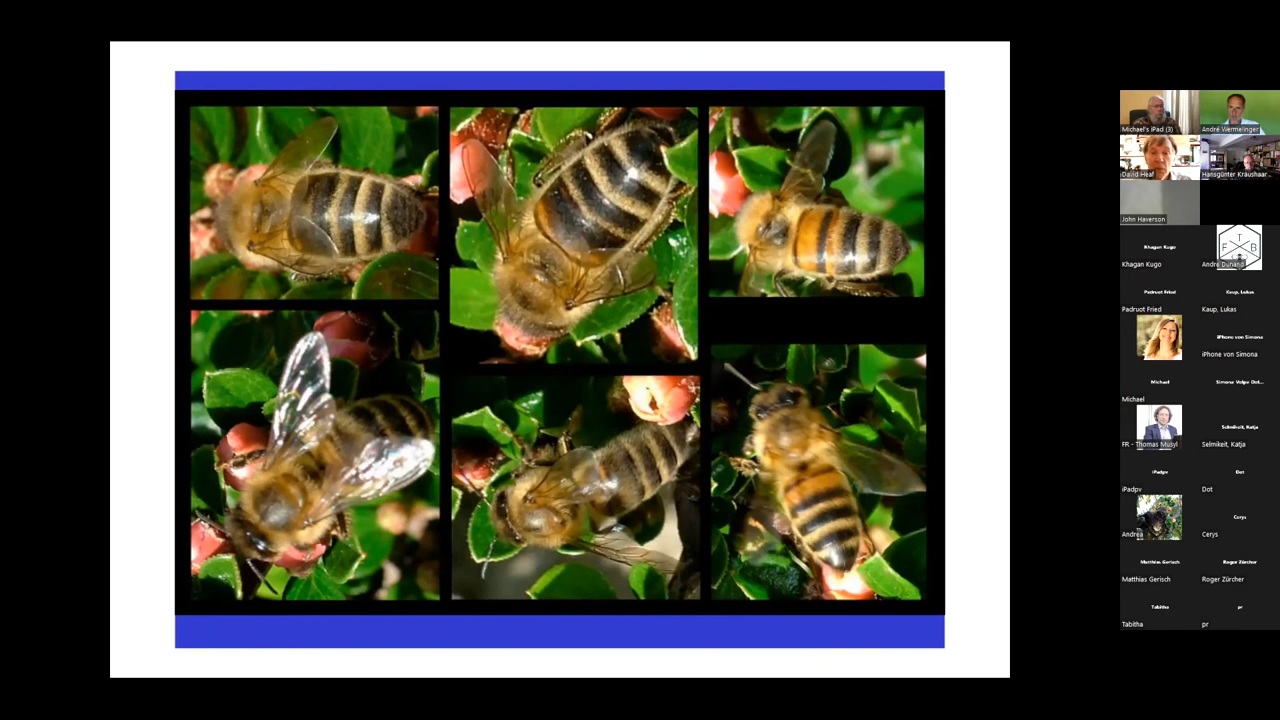 Michael's iPad (3)
André Wermelinger
David Heaf
Hansgünter Kraushaar ...
John Haverson
Khagan Kugo
Khagan Kugo
T
F B
André Dunand
Padruot Fried
Padruot Fried
Kaup, Lukas
Kaup, Lukas
iPhone von Simona
iPhone von Simona
Michael
Michael
Simona Volpe Dot...
FR - Thomas Musyl
Selmikeit, Katja
Selmikeit, Katja
iPadpv
iPadpv
Dot
Dot
Andrea
Cerys
Cerys
Matthias Gerisch
Matthias Gerisch
Roger Zürcher
Roger Zürcher
Tabitha
Tabitha
pr
pr